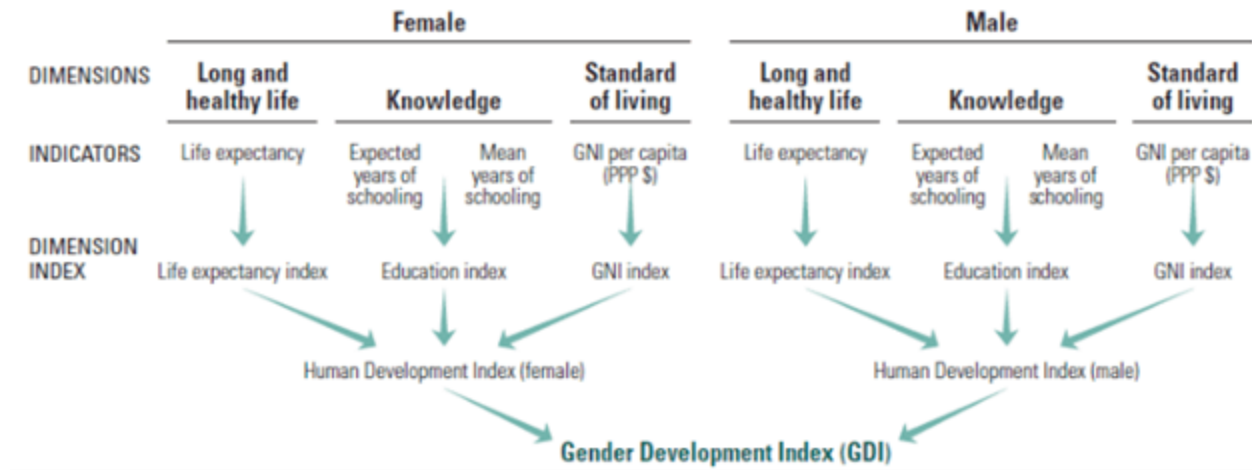 Female Male
DIMENSIONS Long and healthy life Knowledge Standard of living Long and healthy life Knowledge Standard of living
INDICATORS Life expectancy Expected years of schooling Mean years of schooling GNI per capita (PPP $) Life expectancy Expected years of schooling Mean years of schooling GNI per capita (PPP $)
DIMENSION INDEX Life expectancy index Education index GNI index Life expectancy index Education index GNI index
Human Development Index (female) Human Development Index (male)
Gender Development Index (GDI)